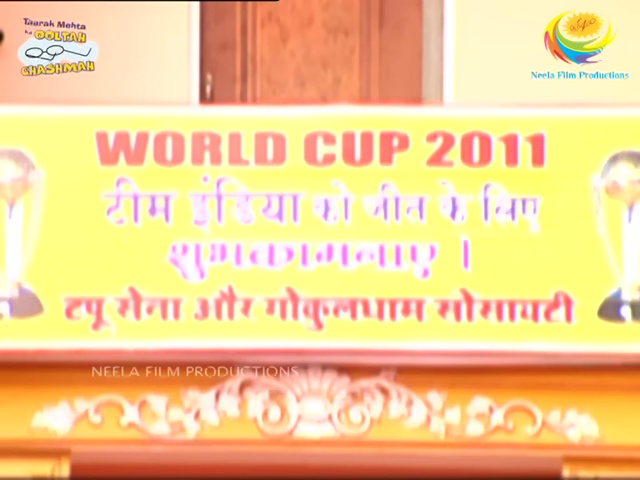 Taarak Mehta
Ka OOLTAH
CHASHMAH
Neela Film Productions
WORLD CUP 2011
टीम इंडिया को जीत के लिए
शुभकामनाए |
टपू सेना और गोकुलधाम सोसायटी
NEELA FILM PRODUCTIONS